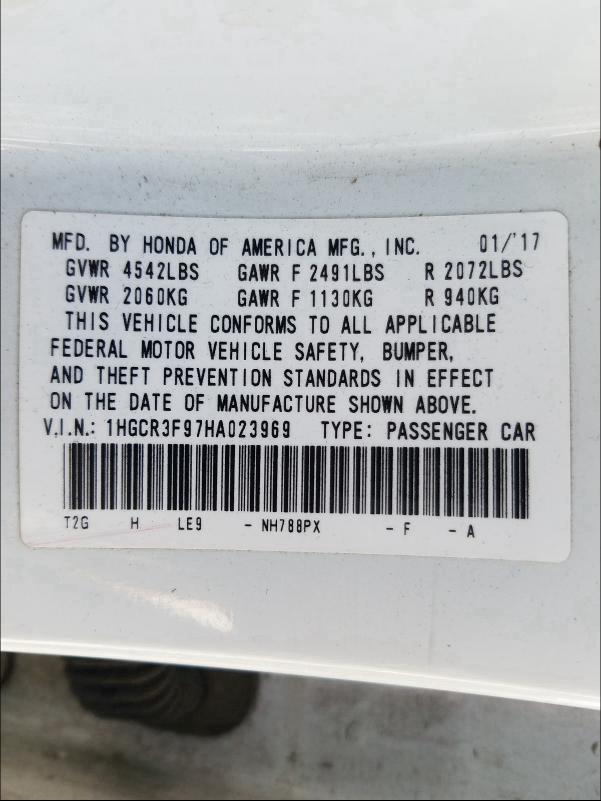 MFD. BY HONDA OF AMERICA MFG., INC. 01/'17
GVWR 4542LBS GAWR F 2491LBS R 2072LBS
GVWR 2060KG GAWR F 1130KG R 940KG
THIS VEHICLE CONFORMS TO ALL APPLICABLE
FEDERAL MOTOR VEHICLE SAFETY, BUMPER,
AND THEFT PREVENTION STANDARDS IN EFFECT
ON THE DATE OF MANUFACTURE SHOWN ABOVE.
V.I.N.: 1HGCR3F97HA023969 TYPE: PASSENGER CAR
T2G H LE9 - NH788PX - F - A